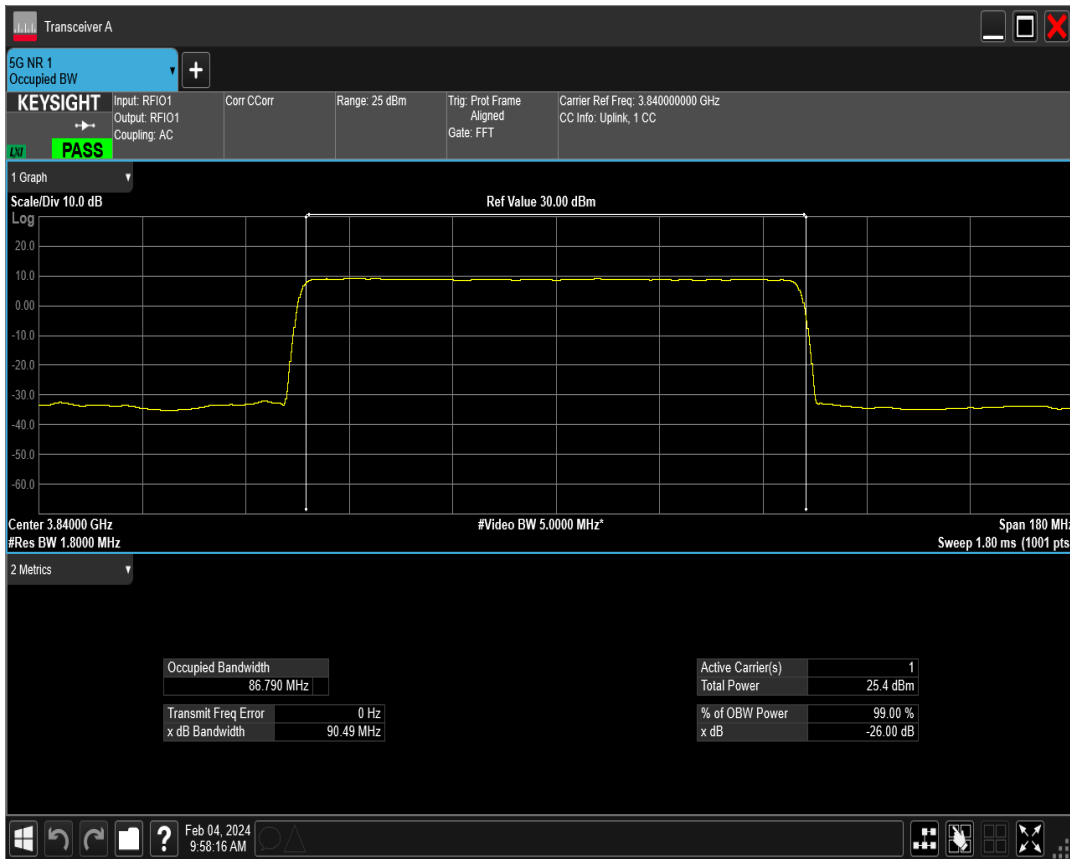 Transceiver A
5G NR 1
Occupied BW
+
KEYSIGHT
LXI
PASS
Input: RFIO1
Output: RFIO1
Coupling: AC
Corr CCorr
Range: 25 dBm
Trig: Prot Frame
Aligned
Gate: FFT
Carrier Ref Freq: 3.840000000 GHz
CC Info: Uplink, 1 CC
1 Graph
Scale/Div 10.0 dB
Ref Value 30.00 dBm
Log
20.0
10.0
0.00
-10.0
-20.0
-30.0
-40.0
-50.0
-60.0
Center 3.84000 GHz
#Video BW 5.0000 MHz*
Span 180 MHz
#Res BW 1.8000 MHz
Sweep 1.80 ms (1001 pts
2 Metrics
Occupied Bandwidth
86.790 MHz
Transmit Freq Error 0 Hz
x dB Bandwidth 90.49 MHz
Active Carrier(s) 1
Total Power 25.4 dBm
% of OBW Power 99.00 %
x dB -26.00 dB
?
Feb 04, 2024
9:58:16 AM